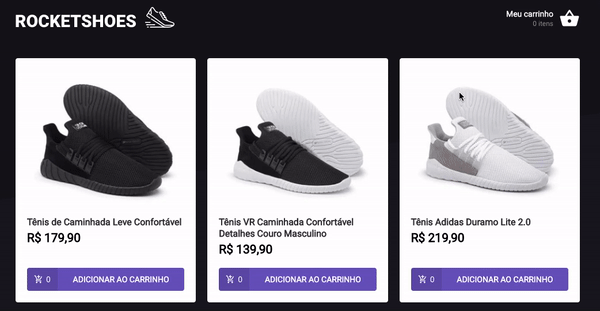 ROCKETSHOES
Meu carrinho
0 itens
Tênis de Caminhada Leve Confortável
R$ 179,90
0 ADICIONAR AO CARRINHO
Tênis VR Caminhada Confortável
Detalhes Couro Masculino
R$ 139,90
0 ADICIONAR AO CARRINHO
Tênis Adidas Duramo Lite 2.0
R$ 219,90
0 ADICIONAR AO CARRINHO